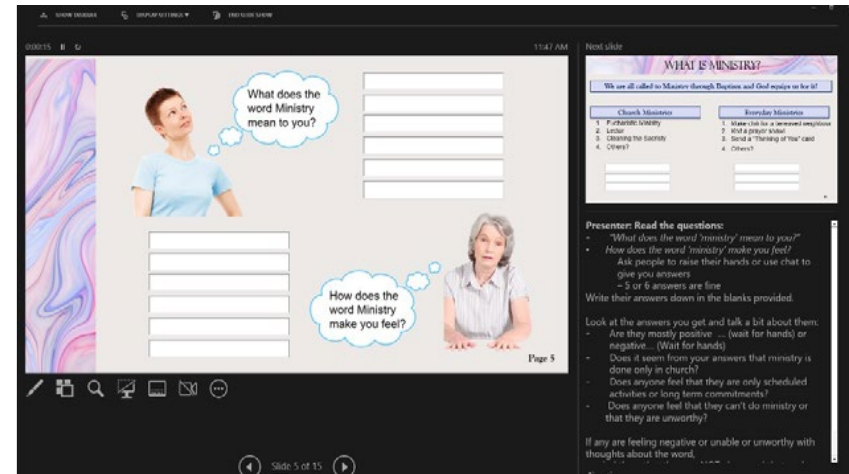 SHOW TASKBAR
DISPLAY SETTINGS ▼
END SLIDE SHOW
0:00:15
11:47 AM
What does the
word Ministry
mean to you?
How does the
word Ministry
make you feel?
Page 5
Slide 5 of 15
Next slide
WHAT IS MINISTRY?
We are all called to Ministry through Baptism and God equips us for it!
Church Ministries
1. Eucharistic Ministry
2. Lector
3. Cleaning the Sacristy
4. Others?
Everyday Ministries
1. Make chili for a bereaved neighbour
2. Knit a prayer shawl
3. Send a "Thinking of You" card
4. Others?
Presenter: Read the questions:
- "What does the word 'ministry' mean to you?"
• How does the word 'ministry' make you feel?
Ask people to raise their hands or use chat to
give you answers
– 5 or 6 answers are fine
Write their answers down in the blanks provided.
Look at the answers you get and talk a bit about them:
- Are they mostly positive ... (wait for hands) or
negative... (Wait for hands)
- Does it seem from your answers that ministry is
done only in church?
- Does anyone feel that they are only scheduled
activities or long term commitments?
- Does anyone feel that they can't do ministry or
that they are unworthy?
If any are feeling negative or unable or unworthy with
thoughts about the word,